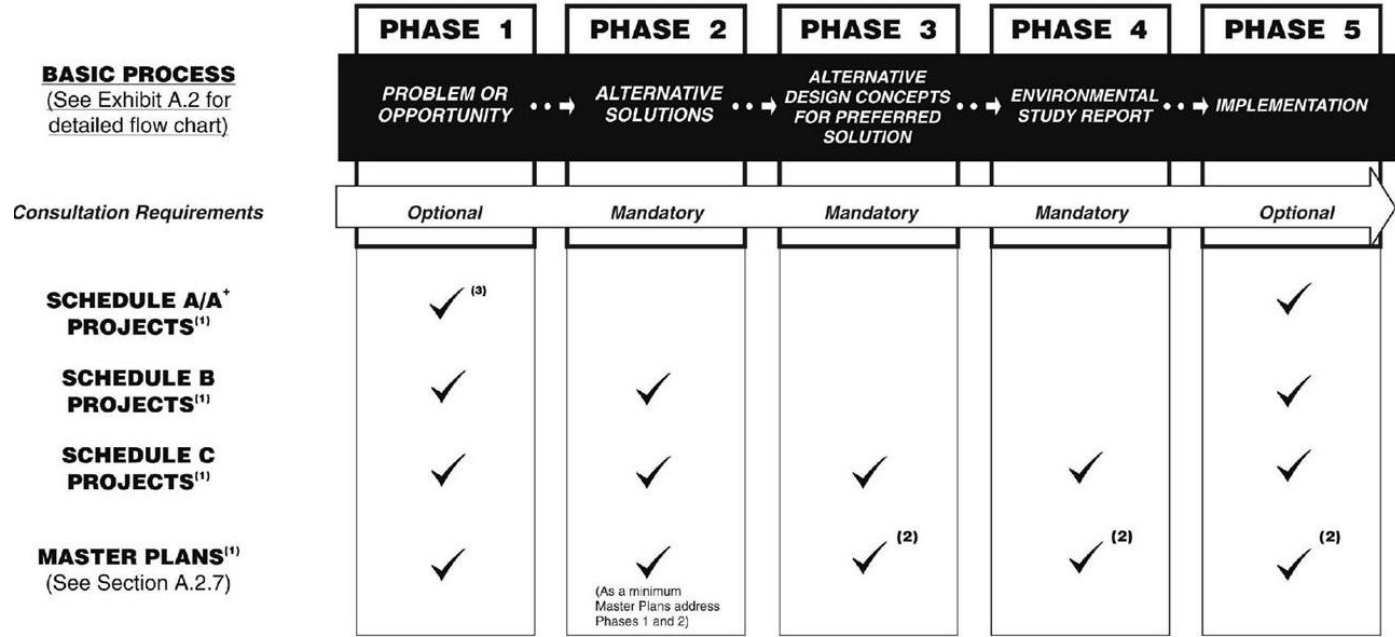 PHASE 1 PHASE 2 PHASE 3 PHASE 4 PHASE 5
BASIC PROCESS
(See Exhibit A.2 for
detailed flow chart)
PROBLEM OR
OPPORTUNITY
ALTERNATIVE
SOLUTIONS
ALTERNATIVE
DESIGN CONCEPTS
FOR PREFERRED
SOLUTION
ENVIRONMENTAL
STUDY REPORT
IMPLEMENTATION
Consultation Requirements Optional Mandatory Mandatory Mandatory Optional
SCHEDULE A/A+
PROJECTS(1)
(3)
SCHEDULE B
PROJECTS(1)
SCHEDULE C
PROJECTS(1)
MASTER PLANS(1)
(See Section A.2.7)
(2) (2) (2)
(As a minimum
Master Plans address
Phases 1 and 2)